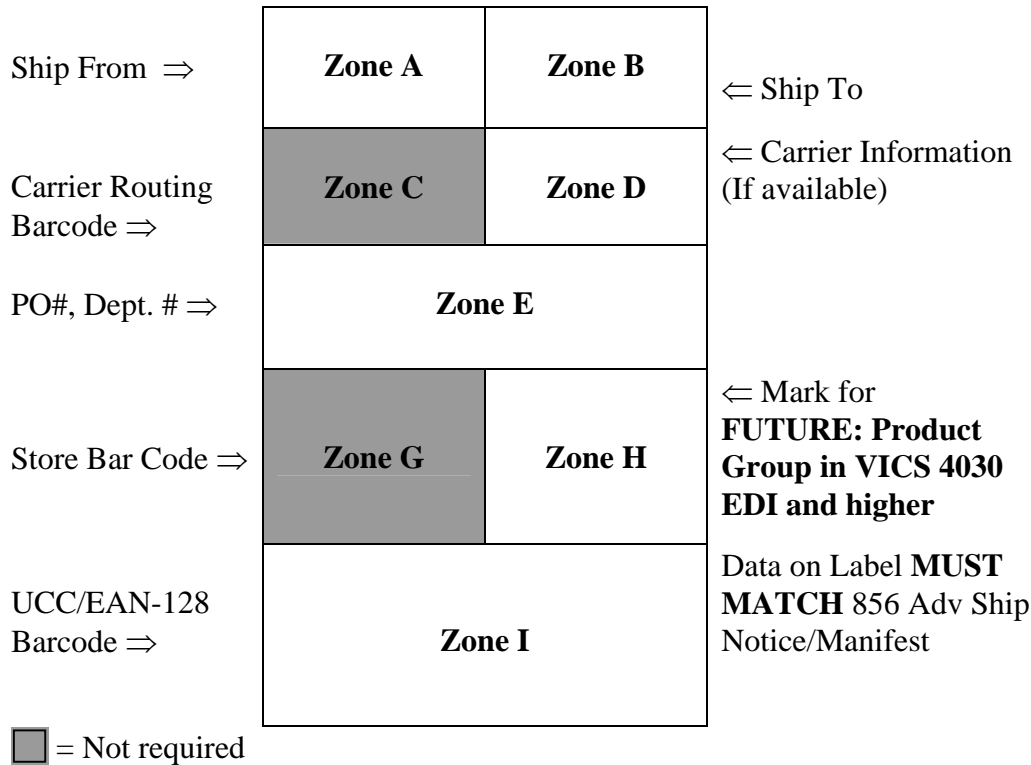 Ship From ⇒
Zone A
Zone B
⇐ Ship To
Carrier Routing
Barcode ⇒
Zone C
Zone D
⇐ Carrier Information
(If available)
PO#, Dept. # ⇒
Zone E
Store Bar Code ⇒
Zone G
Zone H
⇐ Mark for
FUTURE: Product
Group in VICS 4030
EDI and higher
UCC/EAN-128
Barcode ⇒
Zone I
Data on Label MUST
MATCH 856 Adv Ship
Notice/Manifest
= Not required